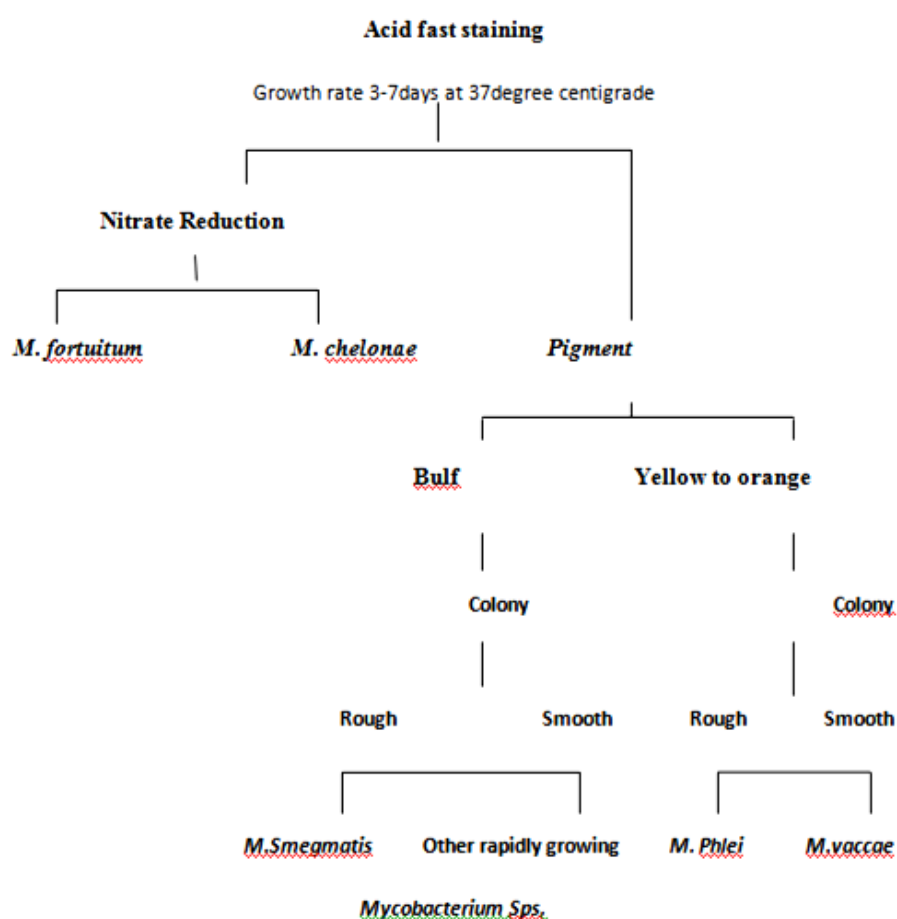 Acid fast staining
Growth rate 3-7days at 37degree centigrade
Nitrate Reduction
M. fortuitum M. chelonae Pigment
Bulf Yellow to orange
Colony Colony
Rough Smooth Rough Smooth
M.Smegmatis Other rapidly growing M. Phlei M.vaccae
Mycobacterium Sps,